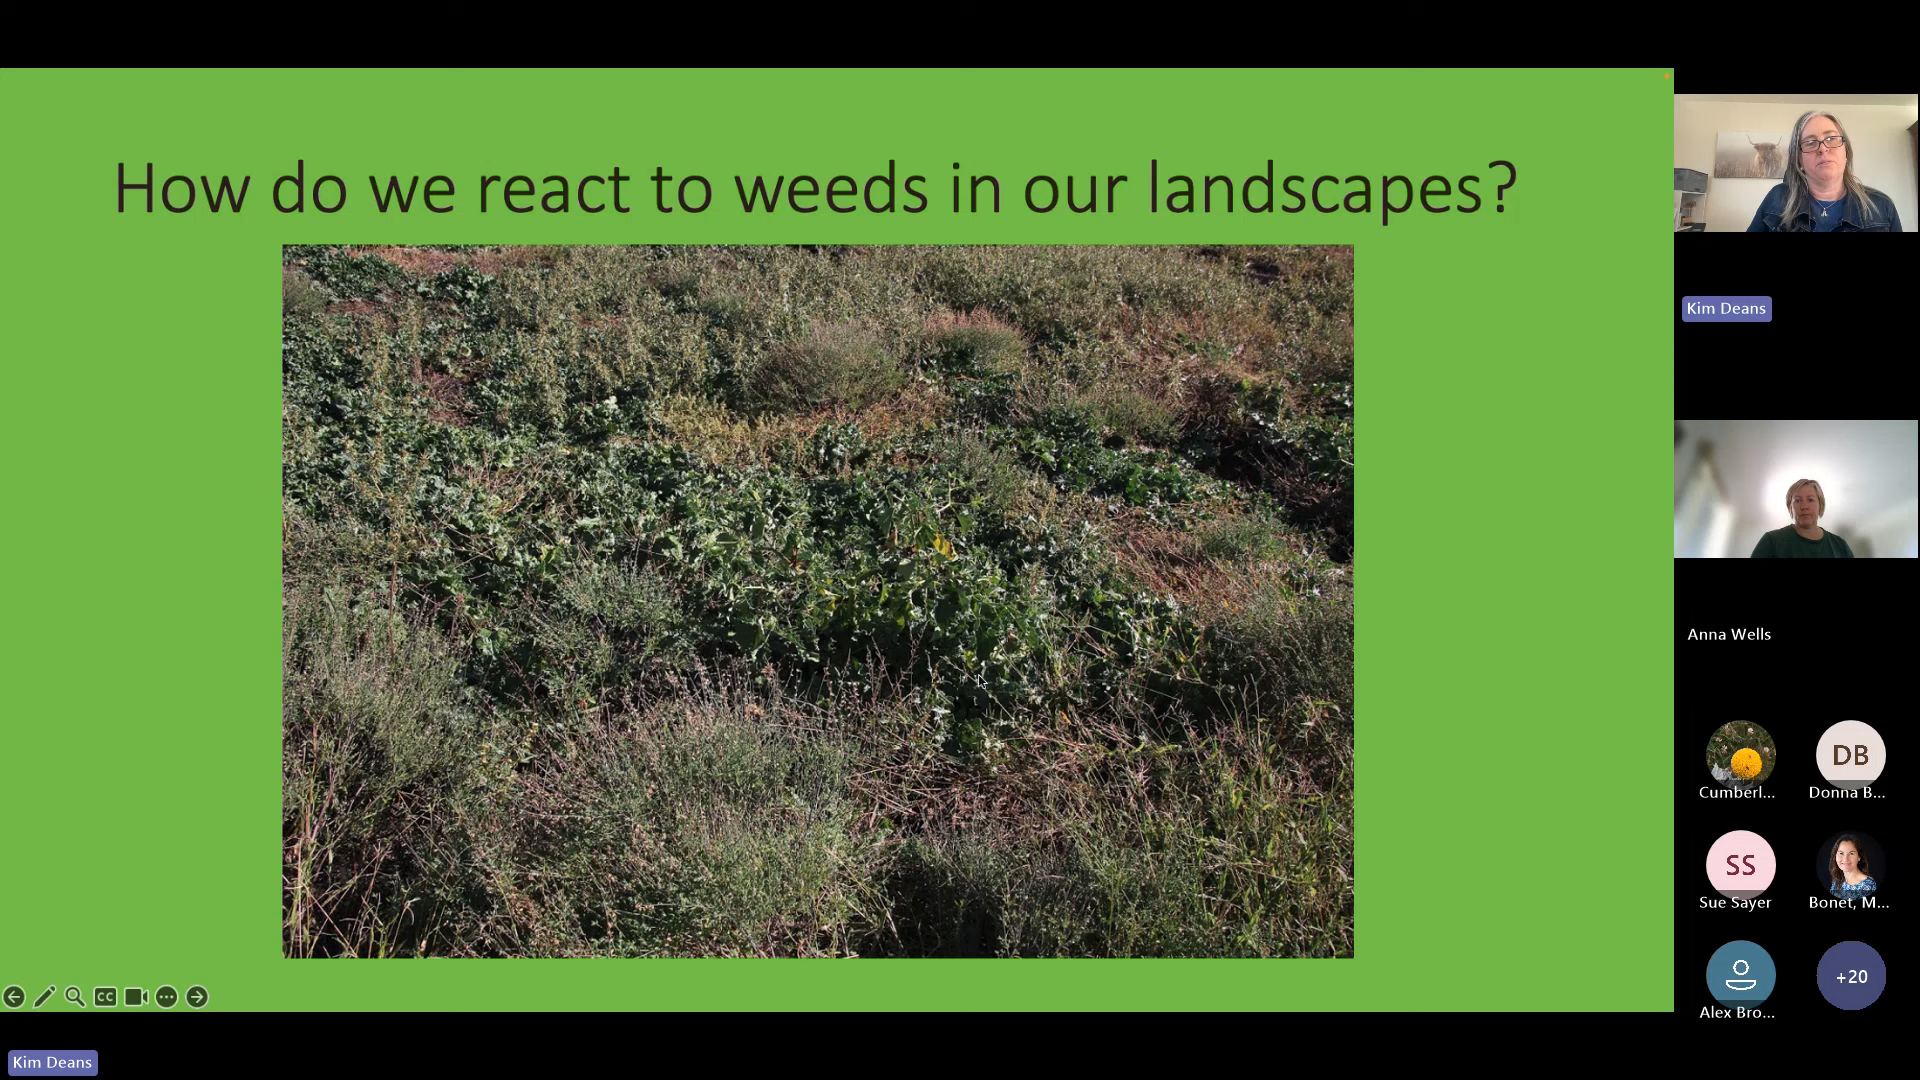 How do we react to weeds in our landscapes?
Kim Deans
Anna Wells
DB
Cumberl...
Donna B...
SS
Sue Sayer
Bonet, M...
+20
Alex Bro...
CC
Kim Deans